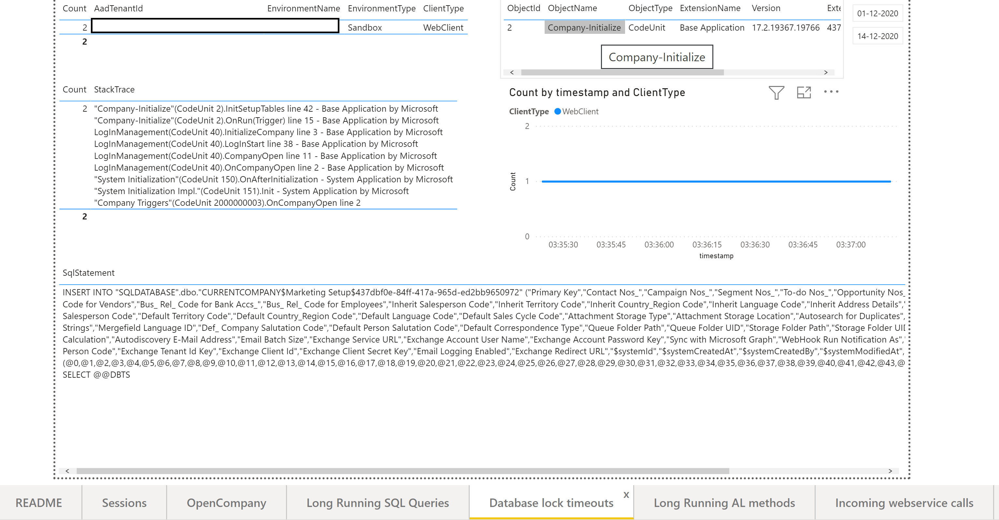 Count AadTenantId EnvironmentName EnvironmentType ClientType
2 Sandbox WebClient
2
ObjectId ObjectName ObjectType ExtensionName Version Exte
2 Company-Initialize CodeUnit Base Application 17.2.19367.19766 437
Company-Initialize
< >
01-12-2020
14-12-2020
Count StackTrace
2 "Company-Initialize"(CodeUnit 2).InitSetupTables line 42 - Base Application by Microsoft
"Company-Initialize"(CodeUnit 2).OnRun(Trigger) line 15 - Base Application by Microsoft
LogInManagement(CodeUnit 40).InitializeCompany line 3 - Base Application by Microsoft
LogInManagement(CodeUnit 40).LogInStart line 38 - Base Application by Microsoft
LogInManagement(CodeUnit 40).CompanyOpen line 11 - Base Application by Microsoft
LogInManagement(CodeUnit 40).OnCompanyOpen line 2 - Base Application by Microsoft
"System Initialization"(CodeUnit 150).OnAfterInitialization - System Application by Microsoft
"System Initialization Impl."(CodeUnit 151).Init - System Application by Microsoft
"Company Triggers"(CodeUnit 2000000003).OnCompanyOpen line 2
2
Count by timestamp and ClientType
ClientType WebClient
2
1
0
Count
03:35:30 03:35:45 03:36:00 03:36:15 03:36:30 03:36:45 03:37:00
timestamp
SqlStatement
INSERT INTO "SQLDATABASE".dbo."CURRENTCOMPANY$Marketing Setup$437dbf0e-84ff-417a-965d-ed2bb9650972" ("Primary Key","Contact Nos_","Campaign Nos_","Segment Nos_","To-do Nos_","Opportunity Nos_
Code for Vendors","Bus_ Rel_ Code for Bank Accs_","Bus_ Rel_ Code for Employees","Inherit Salesperson Code","Inherit Territory Code","Inherit Country_Region Code","Inherit Language Code","Inherit Address Details","
Salesperson Code","Default Territory Code","Default Country_Region Code","Default Language Code","Default Sales Cycle Code","Attachment Storage Type","Attachment Storage Location","Autosearch for Duplicates",
Strings","Mergefield Language ID","Def_ Company Salutation Code","Default Person Salutation Code","Default Correspondence Type","Queue Folder Path","Queue Folder UID","Storage Folder Path","Storage Folder UID
Calculation","Autodiscovery E-Mail Address","Email Batch Size","Exchange Service URL","Exchange Account User Name","Exchange Account Password Key","Sync with Microsoft Graph","WebHook Run Notification As","
Person Code","Exchange Tenant Id Key","Exchange Client Id","Exchange Client Secret Key","Email Logging Enabled","Exchange Redirect URL","$systemId","$systemCreatedAt","$systemCreatedBy","$systemModifiedAt",
(@0,@1,@2,@3,@4,@5,@6,@7,@8,@9,@10,@11,@12,@13,@14,@15,@16,@17,@18,@19,@20,@21,@22,@23,@24,@25,@26,@27,@28,@29,@30,@31,@32,@33,@34,@35,@36,@37,@38,@39,@40,@41,@42,@43,@
SELECT @@DBTS
< >
README Sessions OpenCompany Long Running SQL Queries Database lock timeouts x Long Running AL methods Incoming webservice calls